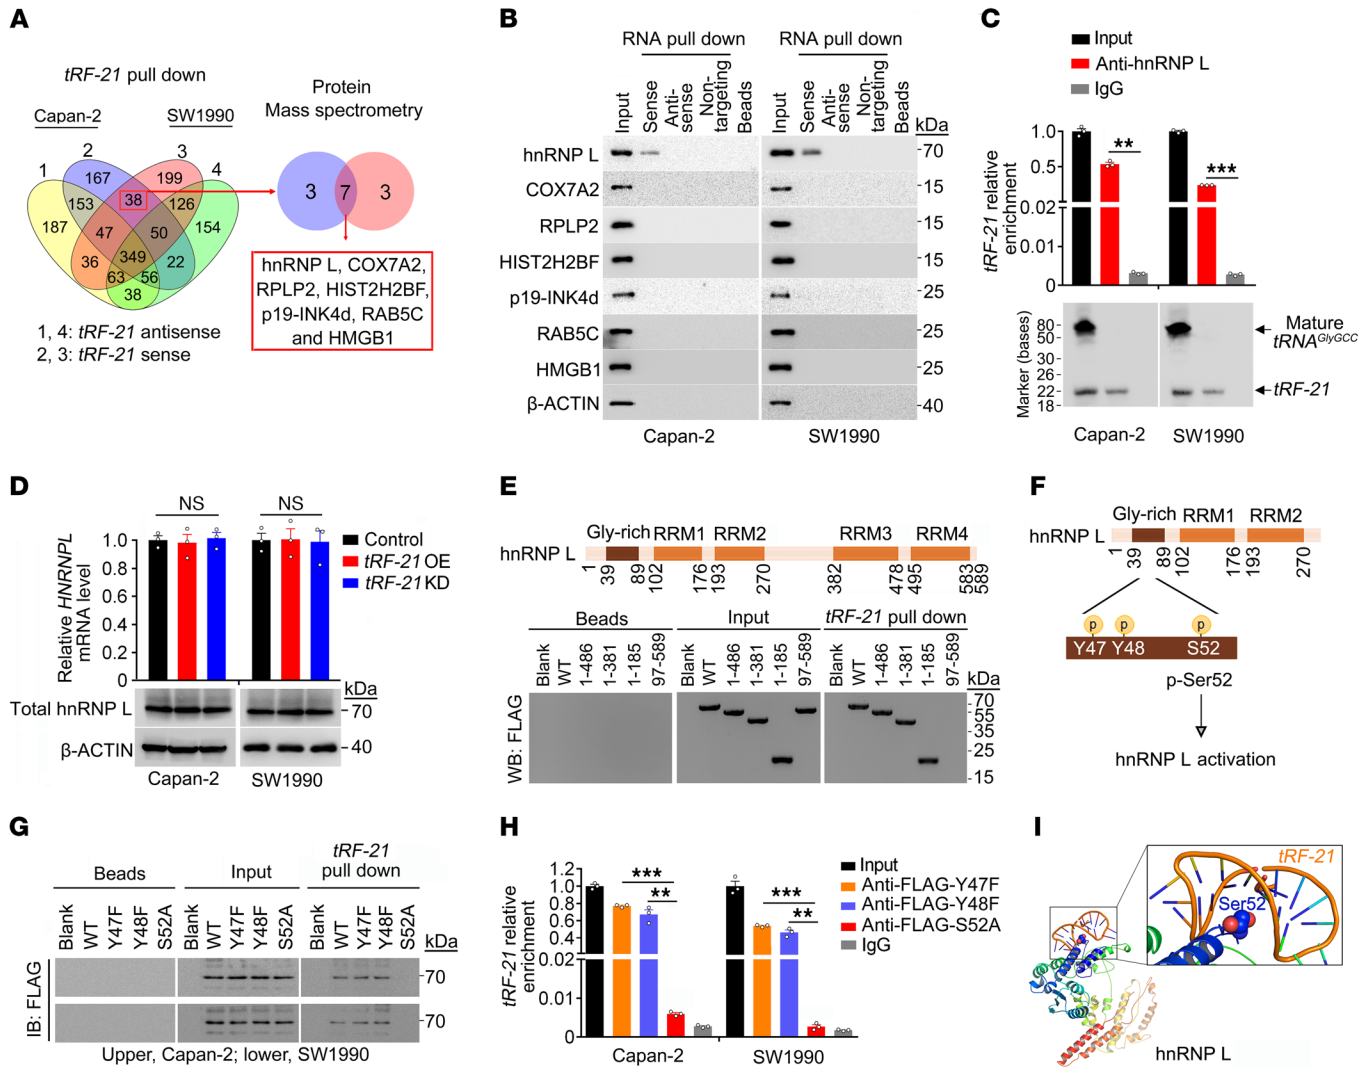 A
tRF-21 pull down
Capan-2
SW1990
1
2
3
4
187
167
199
154
153
38
126
47
50
36
349
22
63
56
38
1, 4: tRF-21 antisense
2, 3: tRF-21 sense
Protein
Mass spectrometry
3
7
3
hnRNP L, COX7A2,
RPLP2, HIST2H2BF,
p19-INK4d, RAB5C
and HMGB1
B
RNA pull down
RNA pull down
Input
Sense
Anti-
sense
Non-
targeting
Beads
Input
Sense
Anti-
sense
Non-
targeting
Beads
kDa
hnRNP L
70
COX7A2
15
RPLP2
15
HIST2H2BF
15
p19-INK4d
25
RAB5C
25
HMGB1
25
β-ACTIN
40
Capan-2
SW1990
C
Input
Anti-hnRNP L
IgG
tRF-21 relative
enrichment
1.0
0.5
0.02
0.01
0
**
***
Marker (bases)
80
50
36
26
22
18
Mature
tRNAGlyGCC
tRF-21
Capan-2
SW1990
D
NS
NS
Relative HNRNPL
mRNA level
1.0
0.8
0.6
0.4
0.2
0
Control
tRF-21 OE
tRF-21 KD
kDa
Total hnRNP L
70
β-ACTIN
40
Capan-2
SW1990
E
Gly-rich
RRM1
RRM2
RRM3
RRM4
hnRNP L
1
39
89
102
176
193
270
382
478
495
583
589
Beads
Input
tRF-21 pull down
Blank
WT
1-486
1-381
1-185
97-589
Blank
WT
1-486
1-381
1-185
97-589
Blank
WT
1-486
1-381
1-185
97-589
kDa
WB: FLAG
70
55
35
25
15
F
Gly-rich
RRM1
RRM2
hnRNP L
1
39
89
102
176
193
270
p
p
p
Y47
Y48
S52
p-Ser52
hnRNP L activation
G
Beads
Input
tRF-21
pull down
Blank
WT
Y47F
Y48F
S52A
Blank
WT
Y47F
Y48F
S52A
Blank
WT
Y47F
Y48F
S52A
kDa
IB: FLAG
70
70
Upper, Capan-2; lower, SW1990
H
tRF-21 relative
enrichment
1.2
1.0
0.8
0.6
0.4
0.02
0.01
0
***
**
***
**
Input
Anti-FLAG-Y47F
Anti-FLAG-Y48F
Anti-FLAG-S52A
IgG
Capan-2
SW1990
I
tRF-21
Ser52
hnRNP L